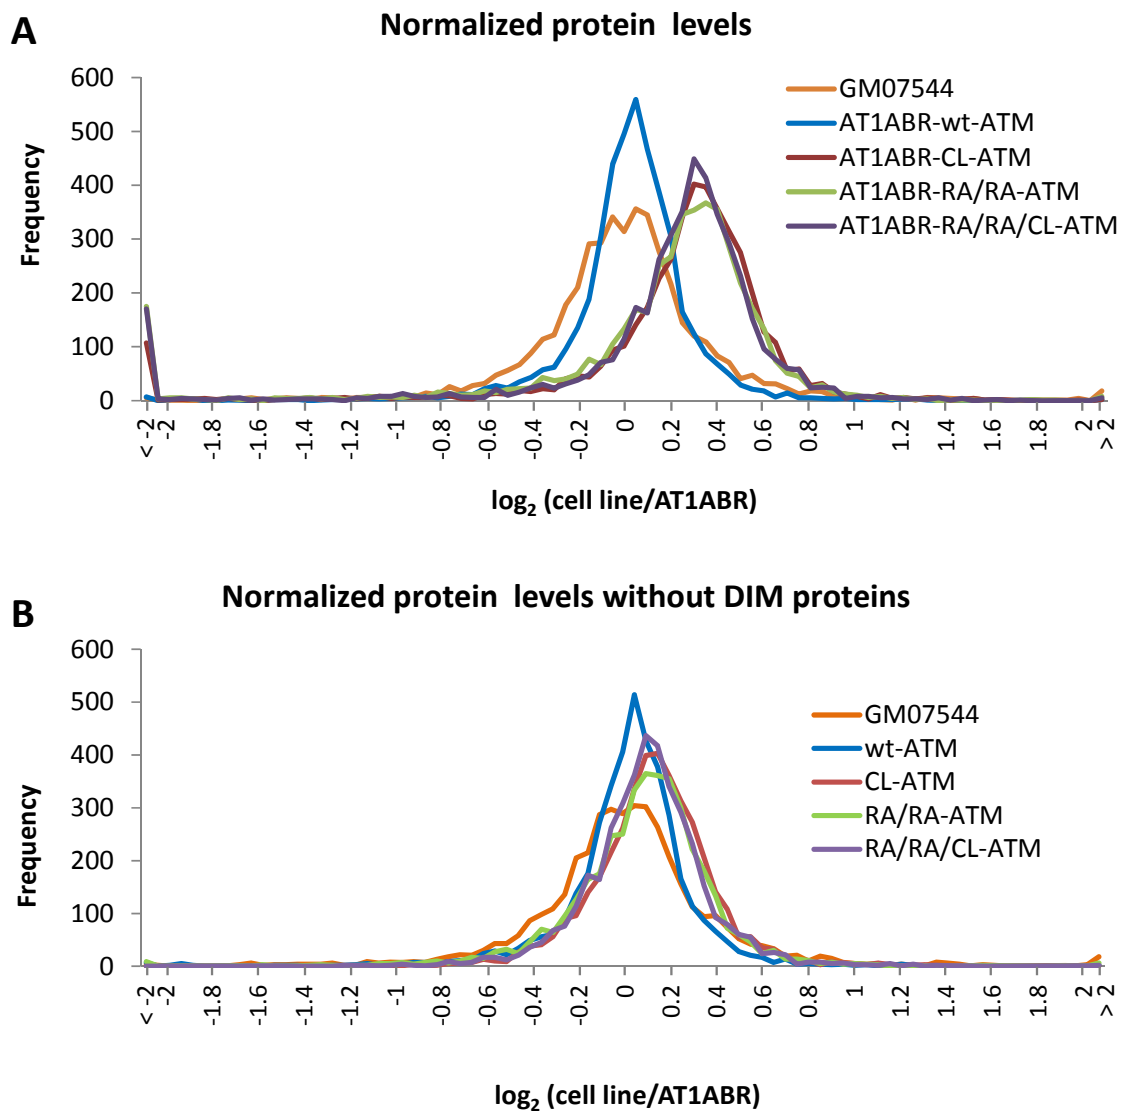 A
Normalized protein levels
600
500
400
300
200
100
0
Frequency
GM07544
AT1ABR-wt-ATM
AT1ABR-CL-ATM
AT1ABR-RA/RA-ATM
AT1ABR-RA/RA/CL-ATM
< -2 -2 -1.8 -1.6 -1.4 -1.2 -1 -0.8 -0.6 -0.4 -0.2 0 0.2 0.4 0.6 0.8 1 1.2 1.4 1.6 1.8 2 > 2
log₂ (cell line/AT1ABR)
B
Normalized protein levels without DIM proteins
600
500
400
300
200
100
0
Frequency
GM07544
wt-ATM
CL-ATM
RA/RA-ATM
RA/RA/CL-ATM
< -2 -2 -1.8 -1.6 -1.4 -1.2 -1 -0.8 -0.6 -0.4 -0.2 0 0.2 0.4 0.6 0.8 1 1.2 1.4 1.6 1.8 2 > 2
log₂ (cell line/AT1ABR)